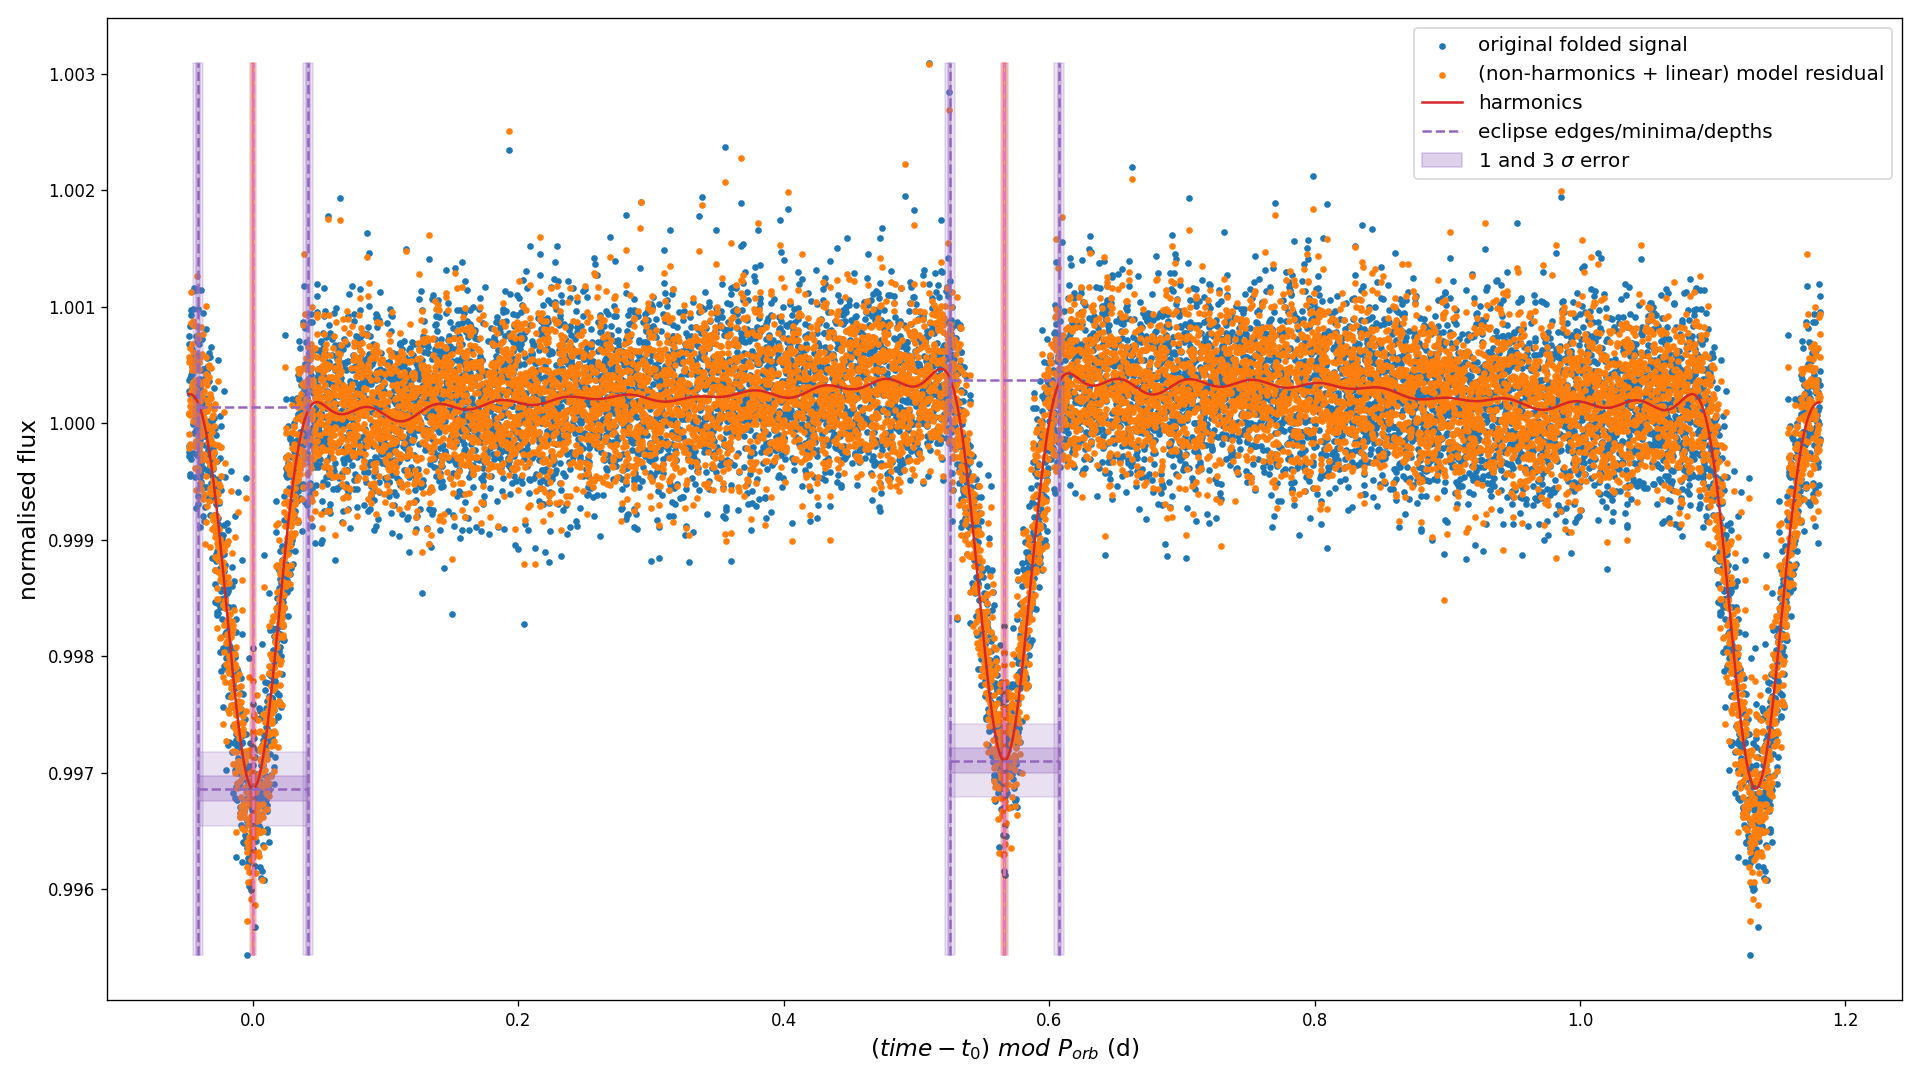 original folded signal
(non-harmonics + linear) model residual
harmonics
eclipse edges/minima/depths
1 and 3 σ error
normalised flux
1.003
1.002
1.001
1.000
0.999
0.998
0.997
0.996
0.0 0.2 0.4 0.6 0.8 1.0 1.2
(time − t₀) mod P_orb (d)